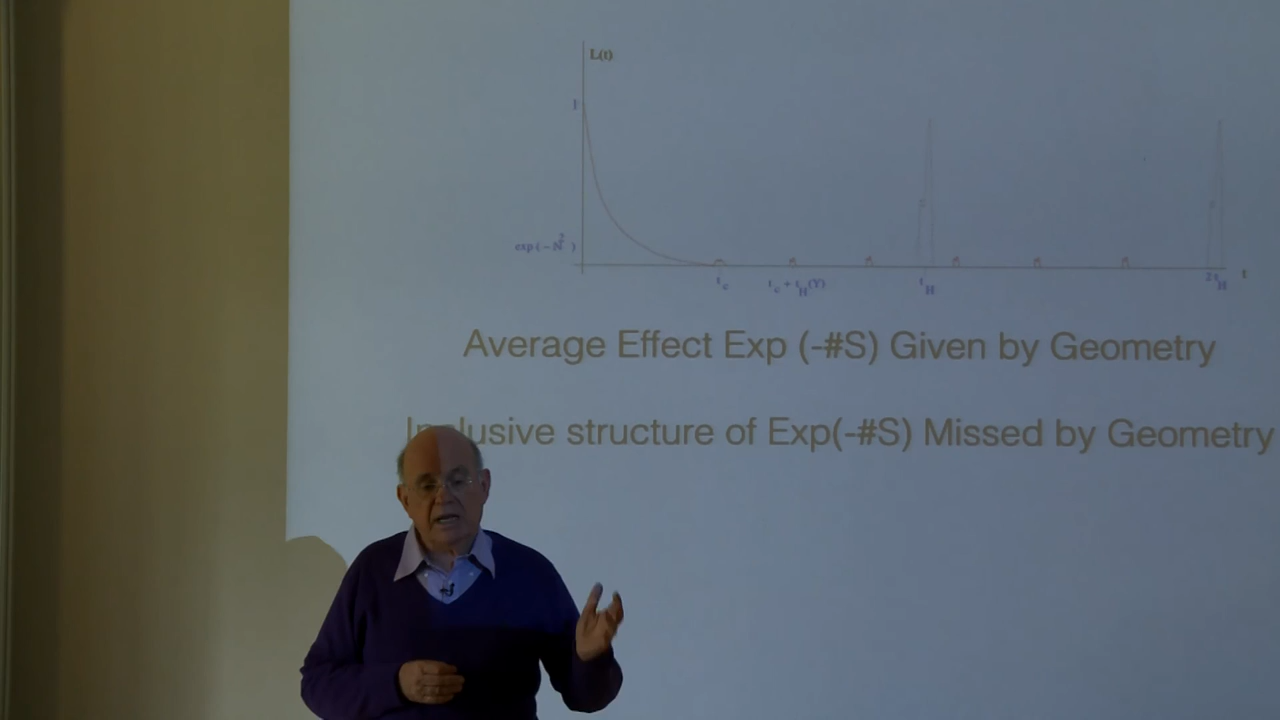 L(t)
1
exp(-N²)
t_c
t_c + t_H(Y)
t_H
2t_H
t
Average Effect Exp (-#S) Given by Geometry
Inclusive structure of Exp(-#S) Missed by Geometry